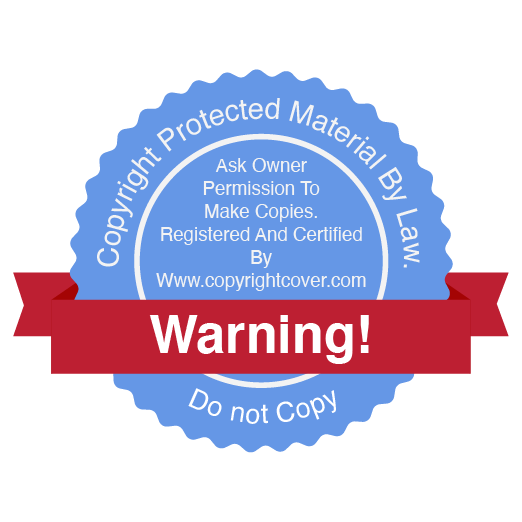 Copyright Protected Material By Law.
Ask Owner
Permission To
Make Copies.
Registered And Certified
By
Www.copyrightcover.com
Warning!
Do not Copy